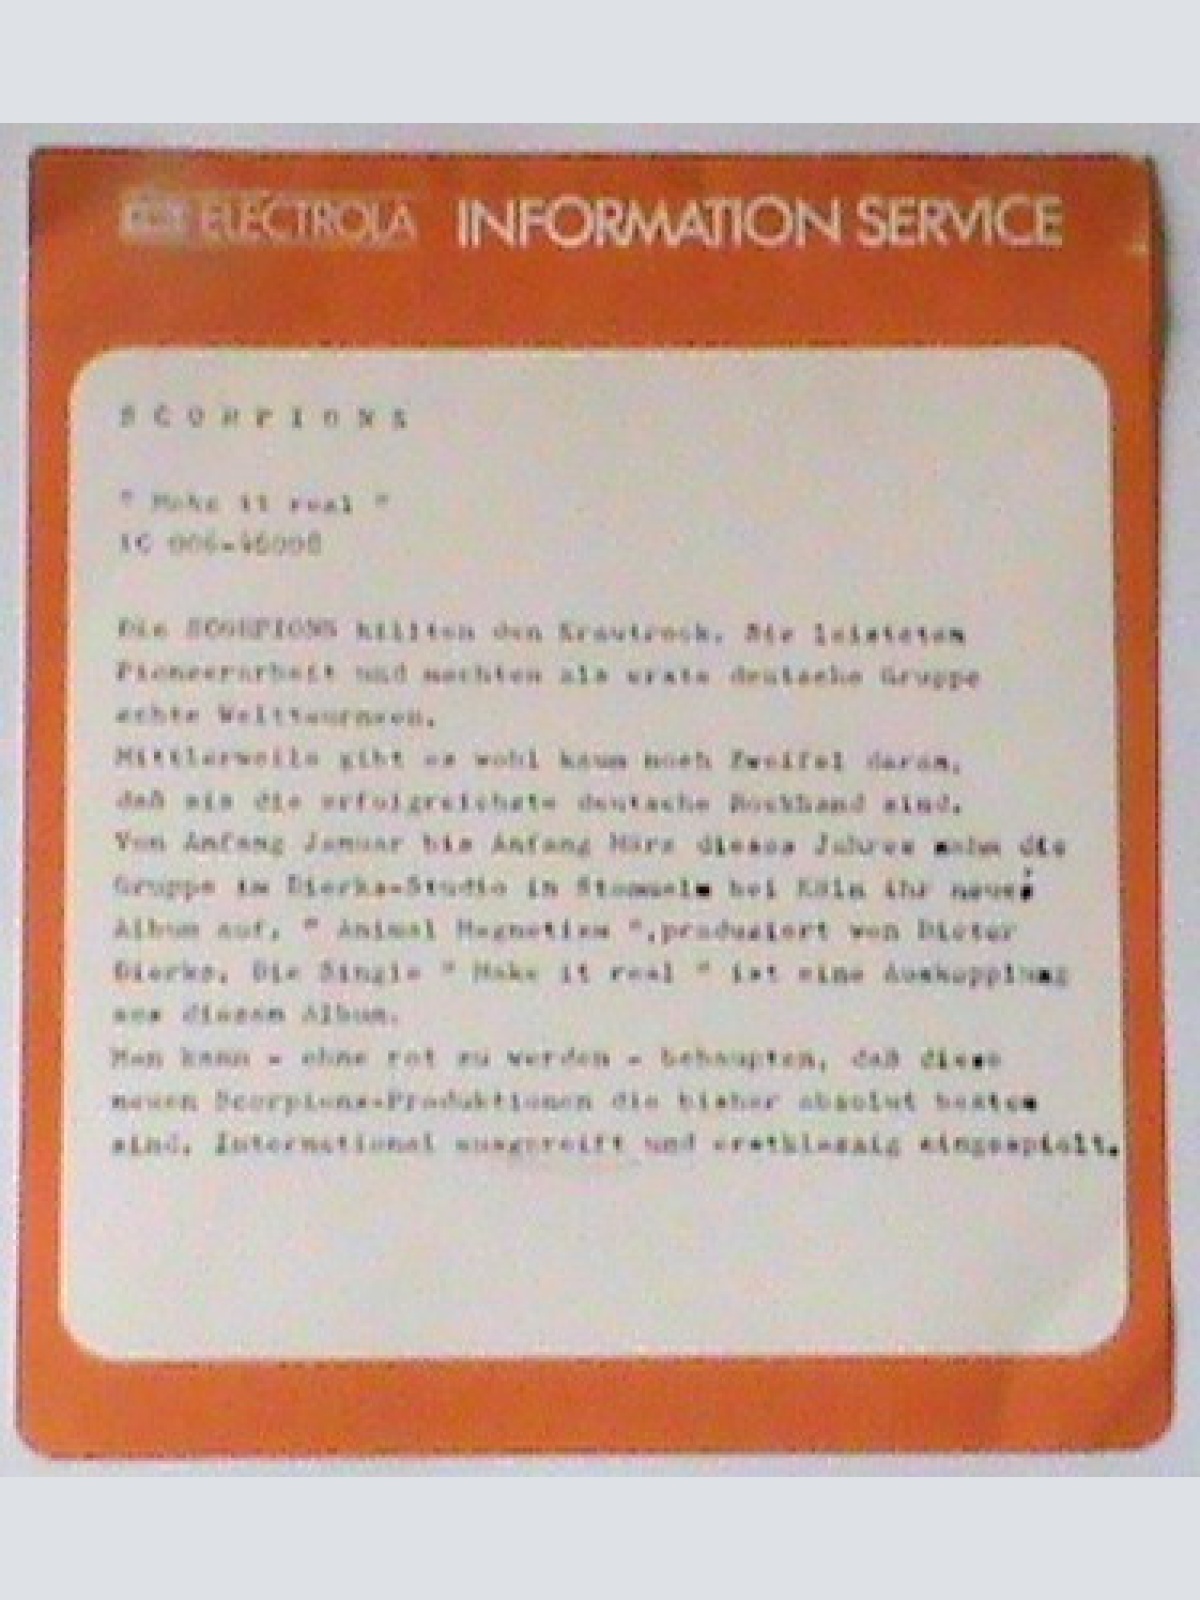 ELECTROLA INFORMATION SERVICE
SCORPIONS
" Make it real "
1C 006-46008
Die SCORPIONS killten den Krautrock. Sie leisteten
Pionierarbeit und machten als erste deutsche Gruppe
echte Welttourneen.
Mittlerweile gibt es wohl kaum noch Zweifel daran,
daß sie die erfolgreichste deutsche Rockband sind.
Von Anfang Januar bis Anfang März dieses Jahres nahm die
Gruppe im Dierks-Studio in Stommeln bei Köln ihr neues
Album auf, " Animal Magnetism ",produziert von Dieter
Dierks. Die Single " Make it real " ist eine Auskopplung
aus diesem Album.
Man kann - ohne rot zu werden - behaupten, daß diese
neuen Scorpions-Produktionen die bisher absolut besten
sind. International ausgereift und erstklassig eingespielt.